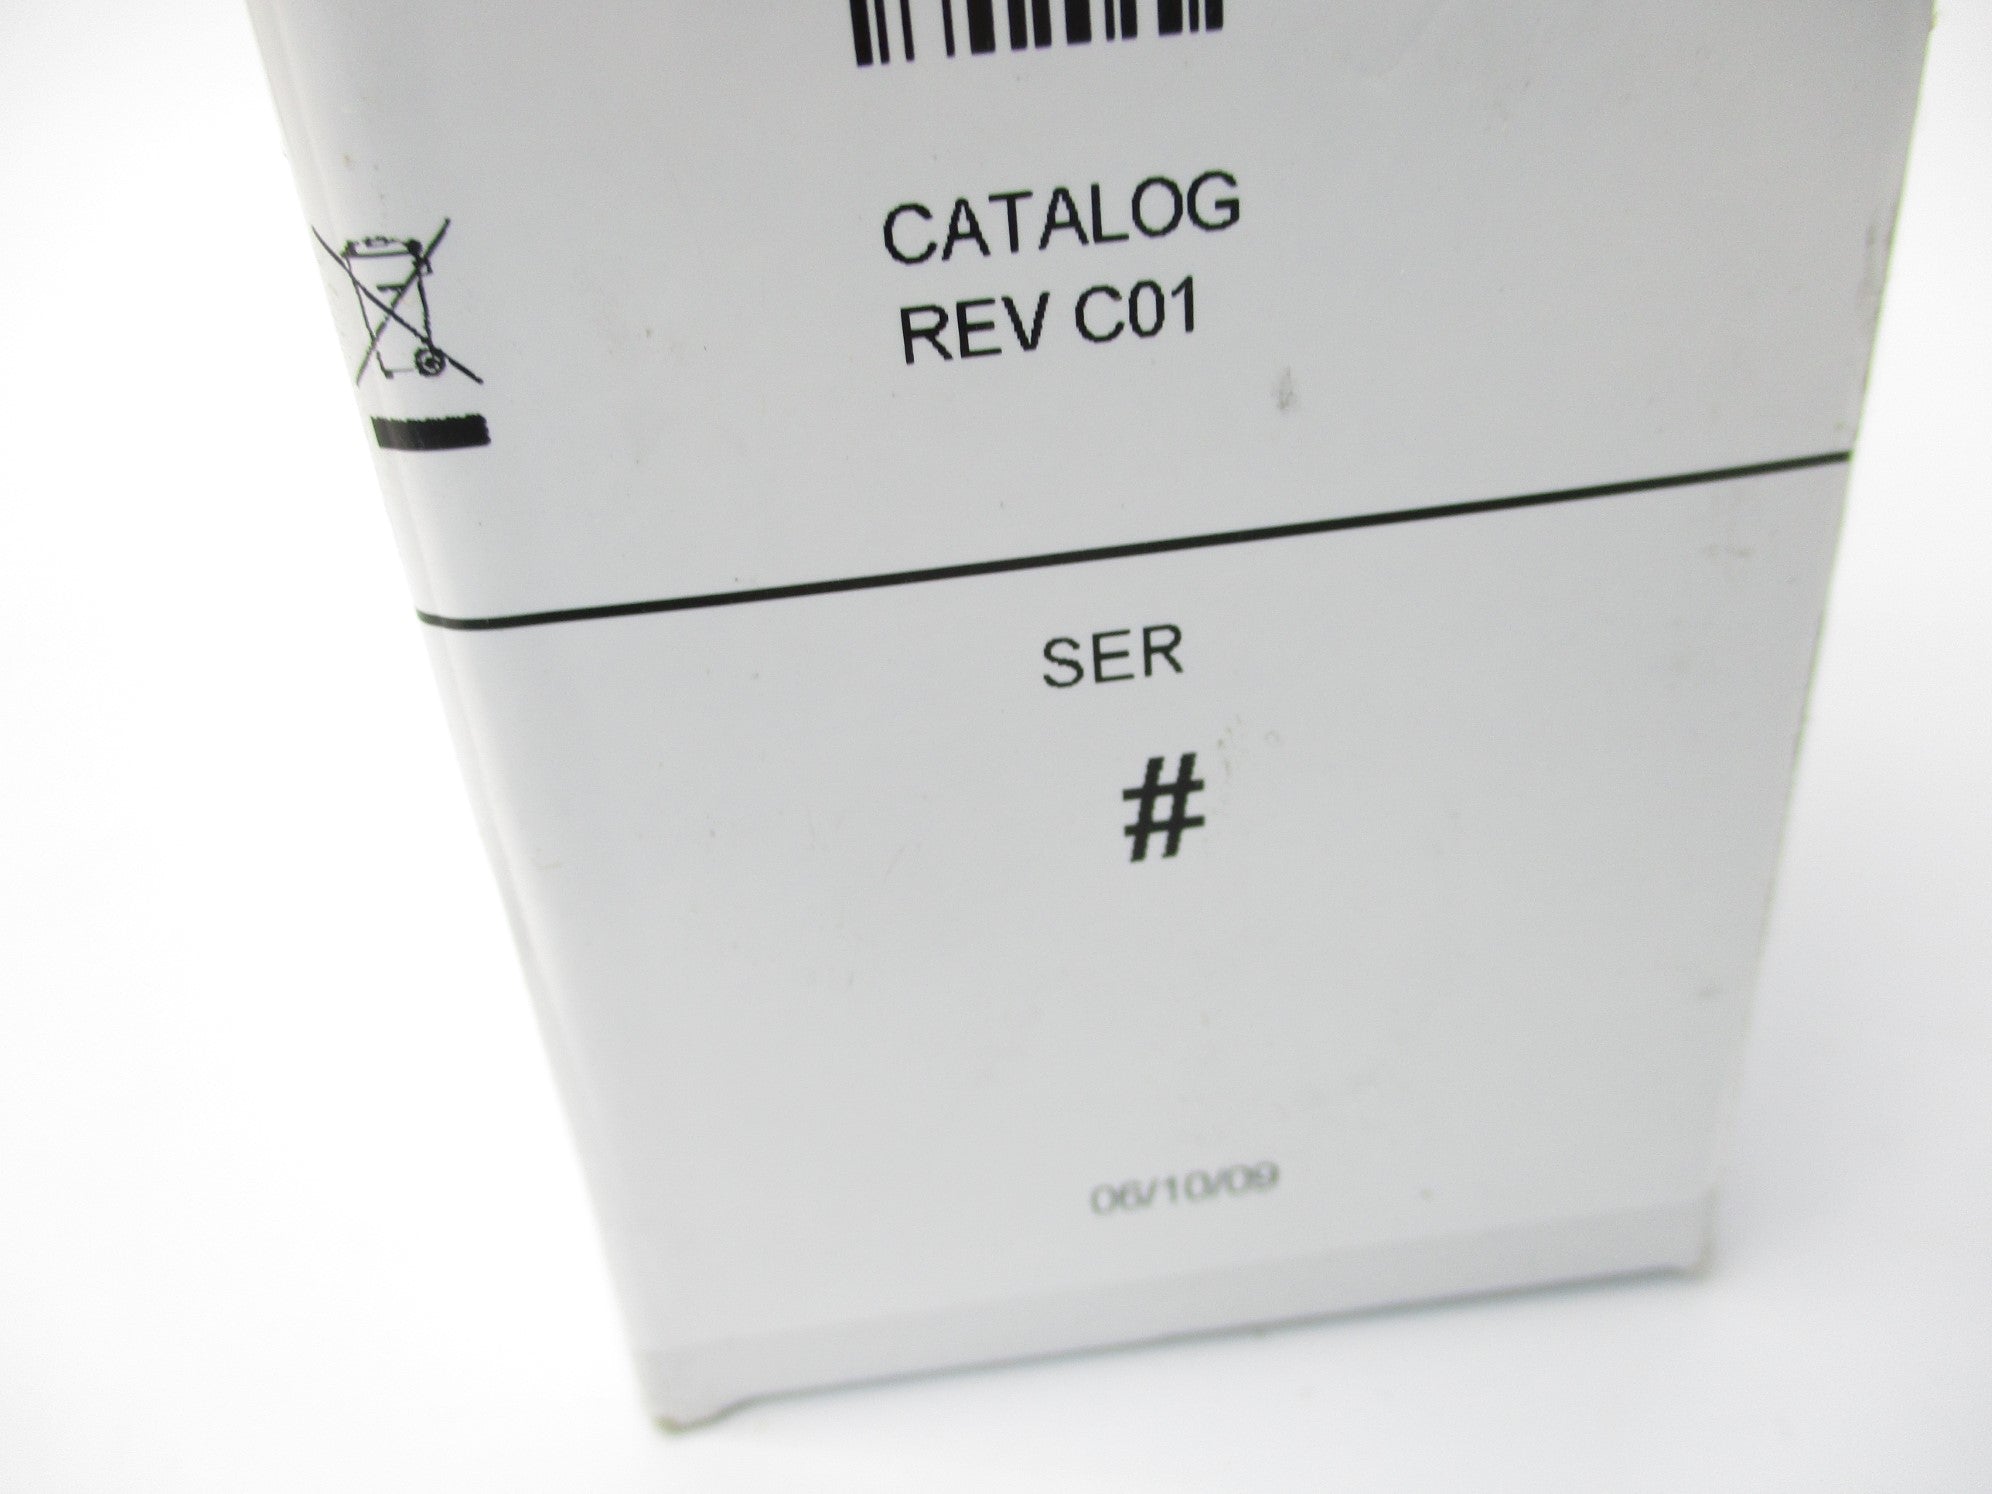 CATALOG
REV C01
SER
#
06/10/09